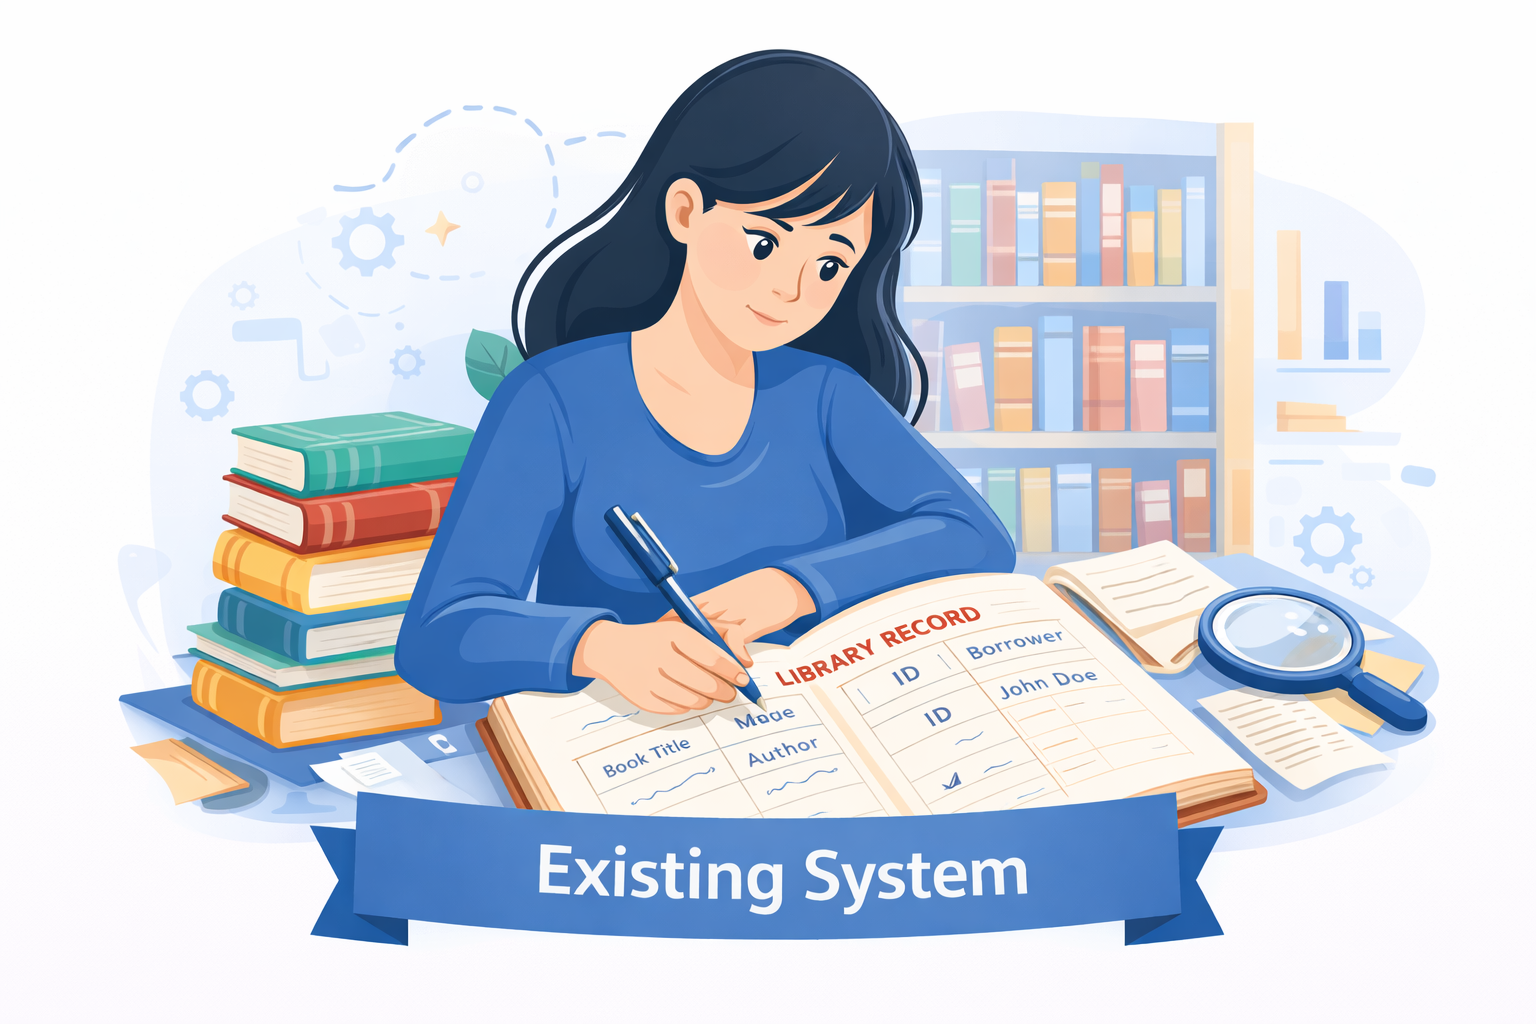 LIBRARY RECORD
ID
Borrower
ID
John Doe
Book Title
Author
Existing System